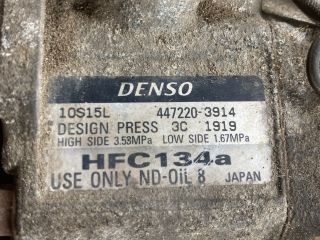 DENSO
10S15L 447220-3914
DESIGN PRESS 3C 1919
HIGH SIDE 3.53MPa LOW SIDE 1.67MPa
HFC134a
USE ONLY ND-OiL 8 JAPAN